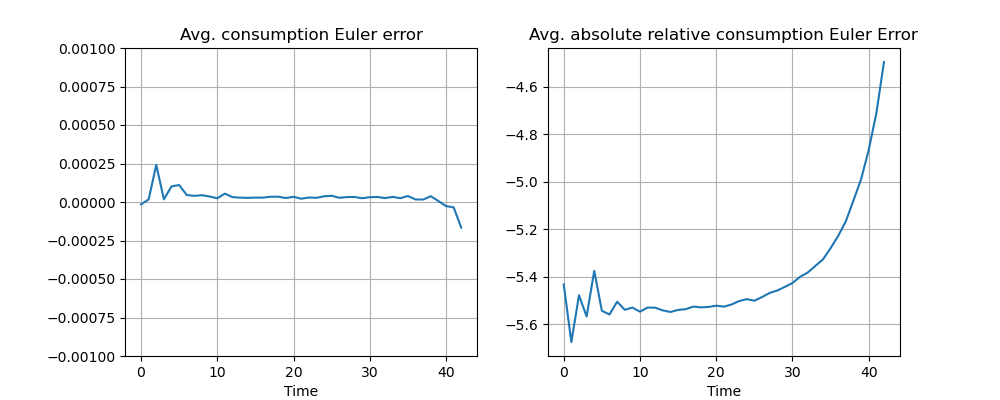 Avg. consumption Euler error
0.00100
0.00075
0.00050
0.00025
0.00000
−0.00025
−0.00050
−0.00075
−0.00100
0 10 20 30 40
Time
Avg. absolute relative consumption Euler Error
−4.6
−4.8
−5.0
−5.2
−5.4
−5.6
0 10 20 30 40
Time